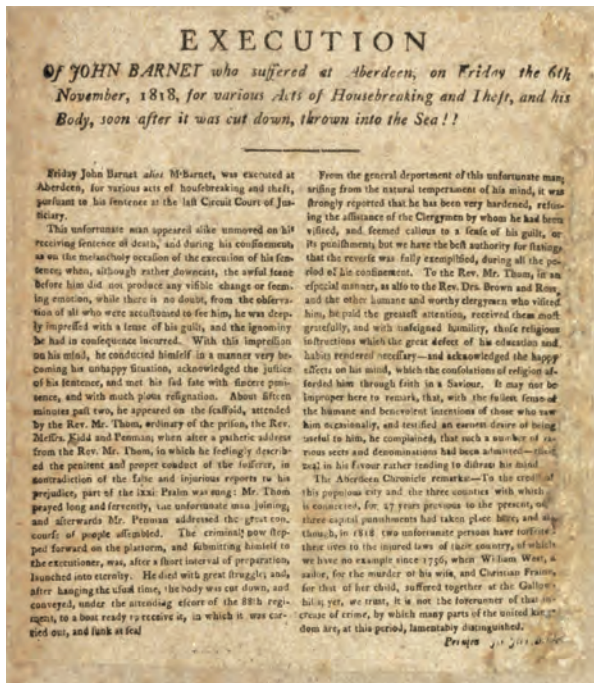 EXECUTION
Of JOHN BARNET who suffered at Aberdeen, on Friday the 6th
November, 1818, for various Acts of Housebreaking and Theft, and his
Body, soon after it was cut down, thrown into the Sea!!
Friday John Barnet alias M'Barnet, was executed at
Aberdeen, for various acts of housebreaking and theft,
pursuant to his sentence at the last Circuit Court of Jus-
ticiary.
This unfortunate man appeared alike unmoved on his
receiving sentence of death, and during his confinement,
as on the melancholy occasion of the execution of his sen-
tence; when, although rather downcast, the awful scene
before him did not produce any visible change or seem-
ing emotion, while there is no doubt, from the observa-
tion of all who were accustomed to see him, he was deep-
ly impressed with a sense of his guilt, and the ignominy
he had in consequence incurred. With this impression
on his mind, he conducted himself in a manner very be-
coming his unhappy situation, acknowledged the justice
of his sentence, and met his sad fate with sincere peni-
tence, and with much pious resignation. About fifteen
minutes past two, he appeared on the scaffold, attended
by the Rev. Mr. Thom, ordinary of the prison, the Rev.
Messrs. Kidd and Penman; when after a pathetic address
from the Rev. Mr. Thom, in which he feelingly describ-
ed the penitent and proper conduct of the sufferer, in
contradiction of the false and injurious reports to his
prejudice, part of the lxxi Psalm was sung: Mr. Thom
prayed long and fervently, the unfortunate man joining,
and afterwards Mr. Penman addressed the great con-
course of people assembled. The criminal now step-
ped forward on the platform, and submitting himself to
the executioner, was, after a short interval of preparation,
launched into eternity. He died with great struggle; and,
after hanging the usual time, the body was cut down, and
conveyed, under the attending escort of the 88th regi-
ment, to a boat ready to receive it, in which it was car-
ried out, and sunk at sea!
From the general deportment of this unfortunate man,
arising from the natural temperament of his mind, it was
strongly reported that he has been very hardened, refus-
ing the assistance of the Clergymen by whom he had been
visited, and seemed callous to a sense of his guilt, or
its punishment; but we have the best authority for stating
that the reverse was fully exemplified, during all the pe-
riod of his confinement. To the Rev. Mr. Thom, in an
especial manner, as also to the Rev. Drs. Brown and Ross,
and the other humane and worthy clergymen who visited
him, he paid the greatest attention, received them most
gratefully, and with unfeigned humility, those religious
instructions which the great defect of his education and
habits rendered necessary—and acknowledged the happy
effects on his mind, which the consolations of religion af-
forded him through faith in a Saviour. It may not be
improper here to remark, that, with the fullest sense of
the humane and benevolent intentions of those who saw
him occasionally, and testified an earnest desire of being
useful to him, he complained, that such a number of va-
rious sects and denominations had been admitted—their
zeal in his favour rather tending to distract his mind
The Aberdeen Chronicle remarks—To the credit of
this populous city and the three counties with which
is connected, for 27 years previous to the present, only
three capital punishments had taken place here, and al-
though, in 1818 two unfortunate persons have forfeited
their lives to the injured laws of their country, of which
we have no example since 1756, when William West, a
sailor, for the murder of his wife, and Christian Fraser,
for that of her child, suffered together at the Gallow-
hills; yet, we trust, it is not the forerunner of that in-
crease of crime, by which many parts of the united king-
dom are, at this period, lamentably distinguished.
Printed